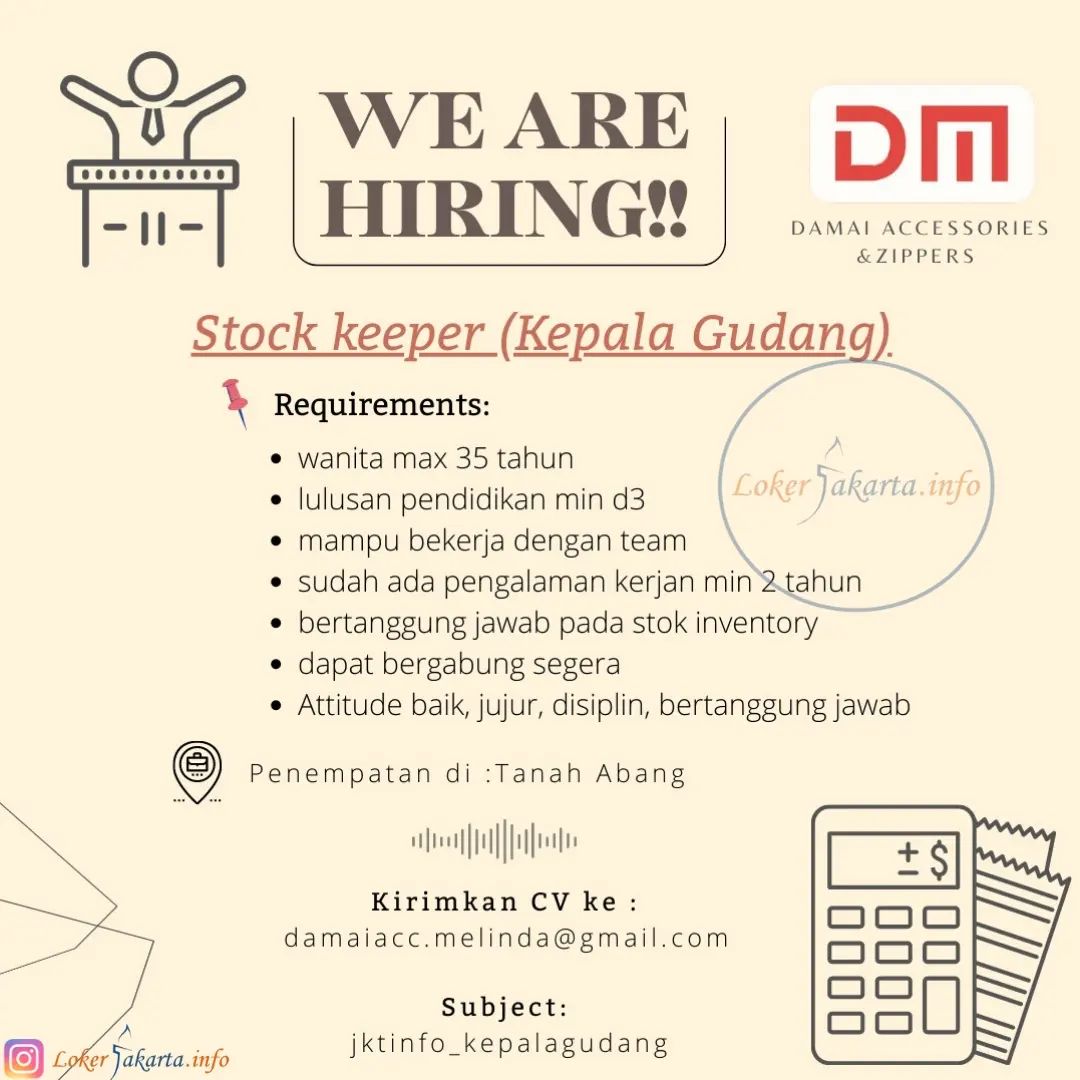 WE ARE
HIRING!!
DM
DAMAI ACCESSORIES
&ZIPPERS
Stock keeper (Kepala Gudang)
Requirements:
• wanita max 35 tahun
• lulusan pendidikan min d3
• mampu bekerja dengan team
• sudah ada pengalaman kerjan min 2 tahun
• bertanggung jawab pada stok inventory
• dapat bergabung segera
• Attitude baik, jujur, disiplin, bertanggung jawab
Loker Jakarta.info
Penempatan di :Tanah Abang
± $
Kirimkan CV ke :
damaiacc.melinda@gmail.com
Subject:
jktinfo_kepalagudang
Loker Jakarta.info